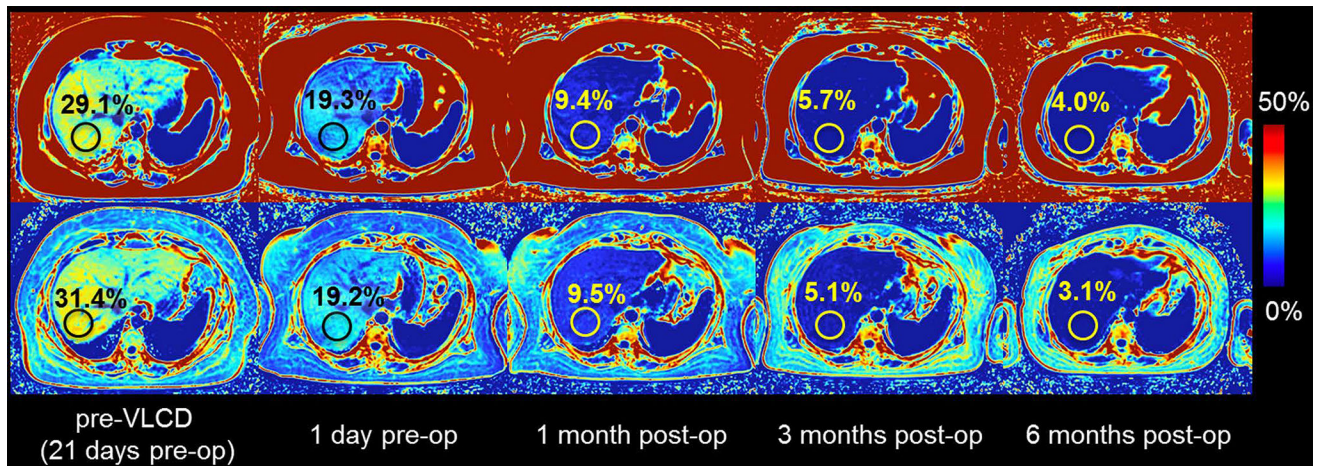 29.1%
19.3%
9.4%
5.7%
4.0%
50%
31.4%
19.2%
9.5%
5.1%
3.1%
0%
pre-VLCD
(21 days pre-op)
1 day pre-op
1 month post-op
3 months post-op
6 months post-op